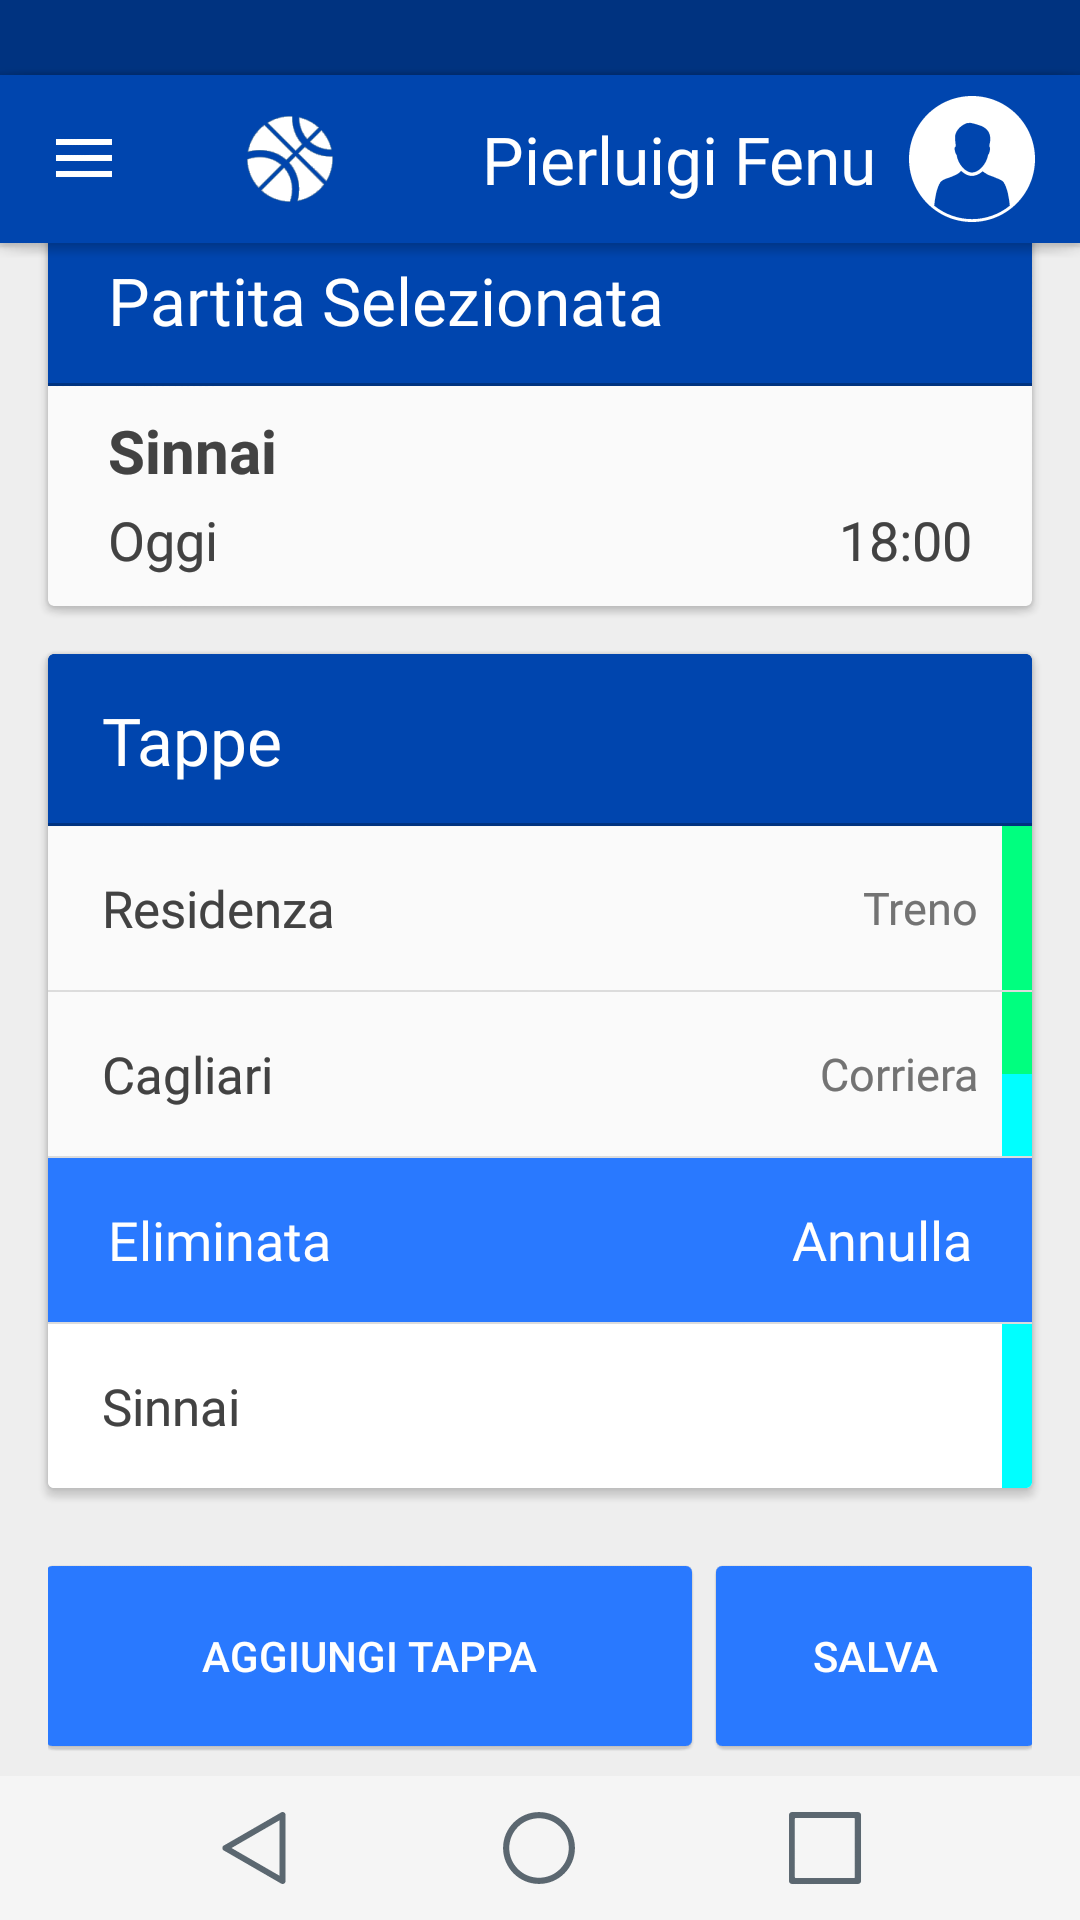 Pierluigi Fenu
Partita Selezionata
Sinnai
Oggi 18:00
Tappe
Residenza Treno
Cagliari Corriera
Eliminata Annulla
Sinnai
AGGIUNGI TAPPA SALVA